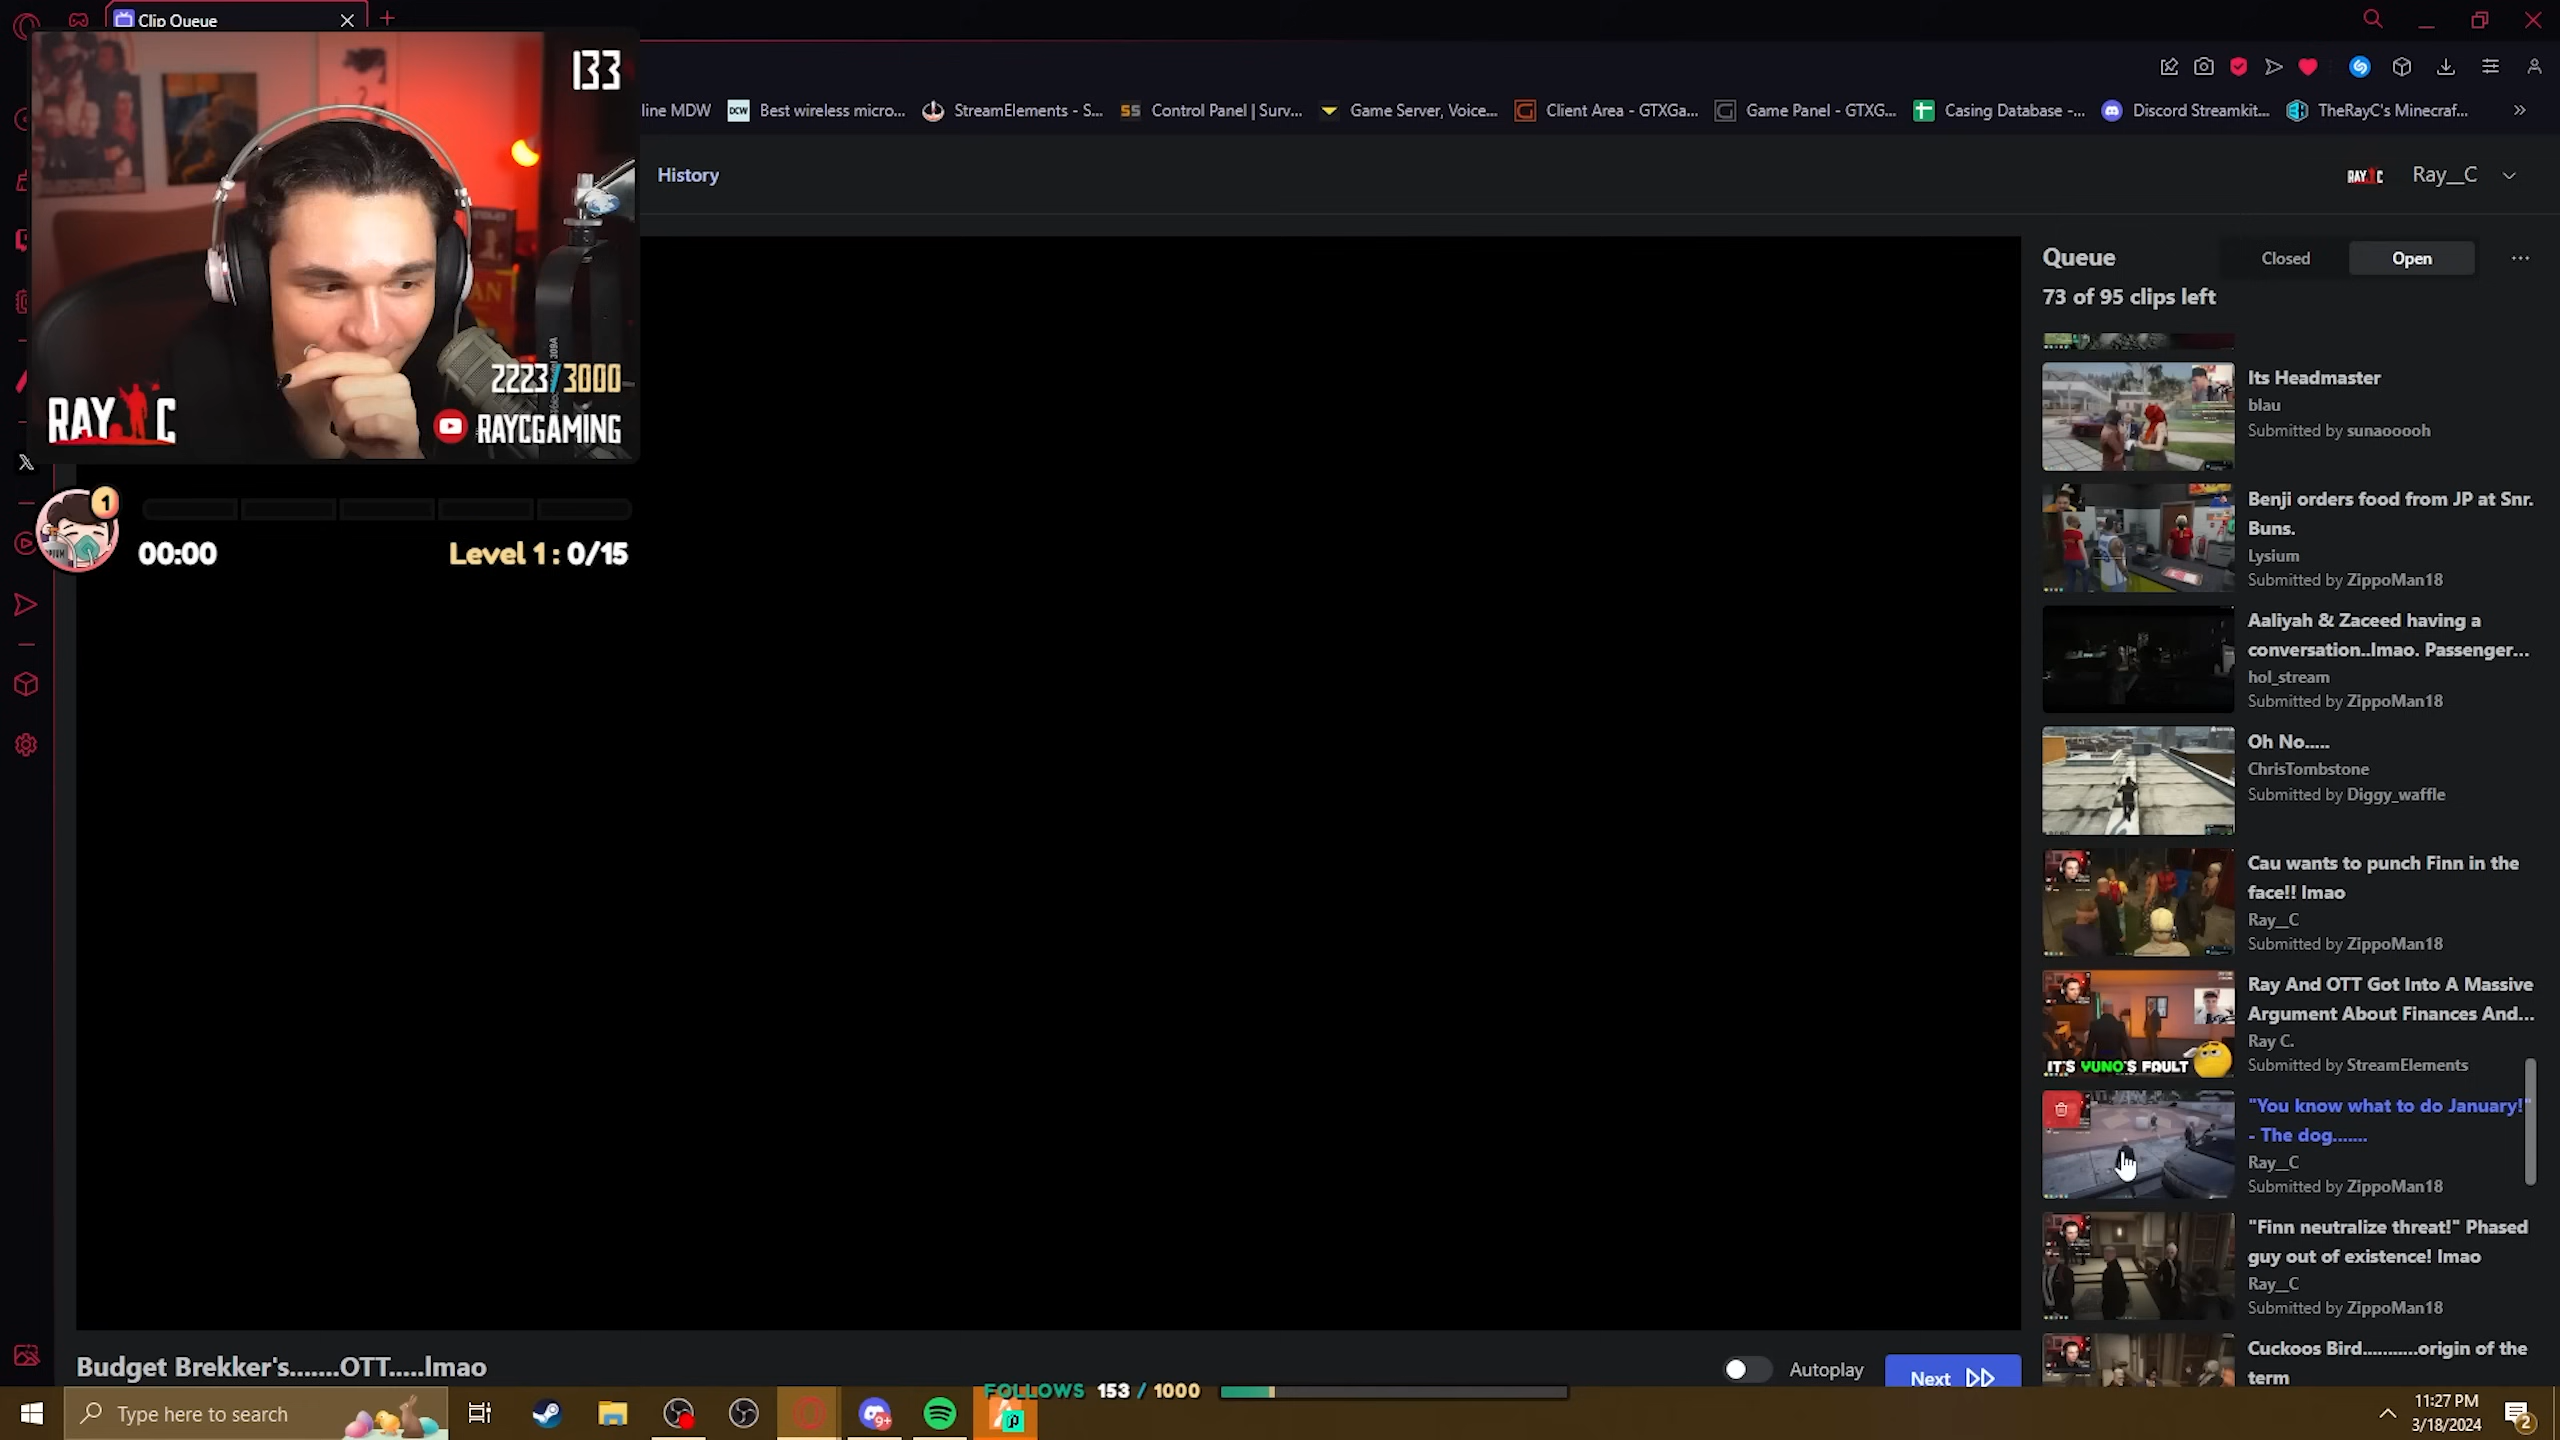 Clip Queue
133
line MDW
Best wireless micro...
StreamElements - S...
Control Panel | Surv...
Game Server, Voice...
Client Area - GTXGa...
Game Panel - GTXG...
Casing Database -...
Discord Streamkit...
TheRayC's Minecraf...
History
RAY C
Ray__C
2223/3000
RAY C
RAYCGAMING
1
00:00
Level 1 : 0/15
Queue
Closed
Open
73 of 95 clips left
Its Headmaster
blau
Submitted by sunaooooh
Benji orders food from JP at Snr.
Buns.
Lysium
Submitted by ZippoMan18
Aaliyah & Zaceed having a
conversation..lmao. Passenger...
hol_stream
Submitted by ZippoMan18
Oh No.....
ChrisTombstone
Submitted by Diggy_waffle
Cau wants to punch Finn in the
face!! lmao
Ray__C
Submitted by ZippoMan18
Ray And OTT Got Into A Massive
Argument About Finances And...
Ray C.
Submitted by StreamElements
IT'S YUNO'S FAULT
"You know what to do January!"
- The dog.......
Ray__C
Submitted by ZippoMan18
"Finn neutralize threat!" Phased
guy out of existence! lmao
Ray__C
Submitted by ZippoMan18
Cuckoos Bird...........origin of the
term
Budget Brekker's.......OTT.....lmao
Autoplay
Next
FOLLOWS 153 / 1000
Type here to search
9+
11:27 PM
3/18/2024
2